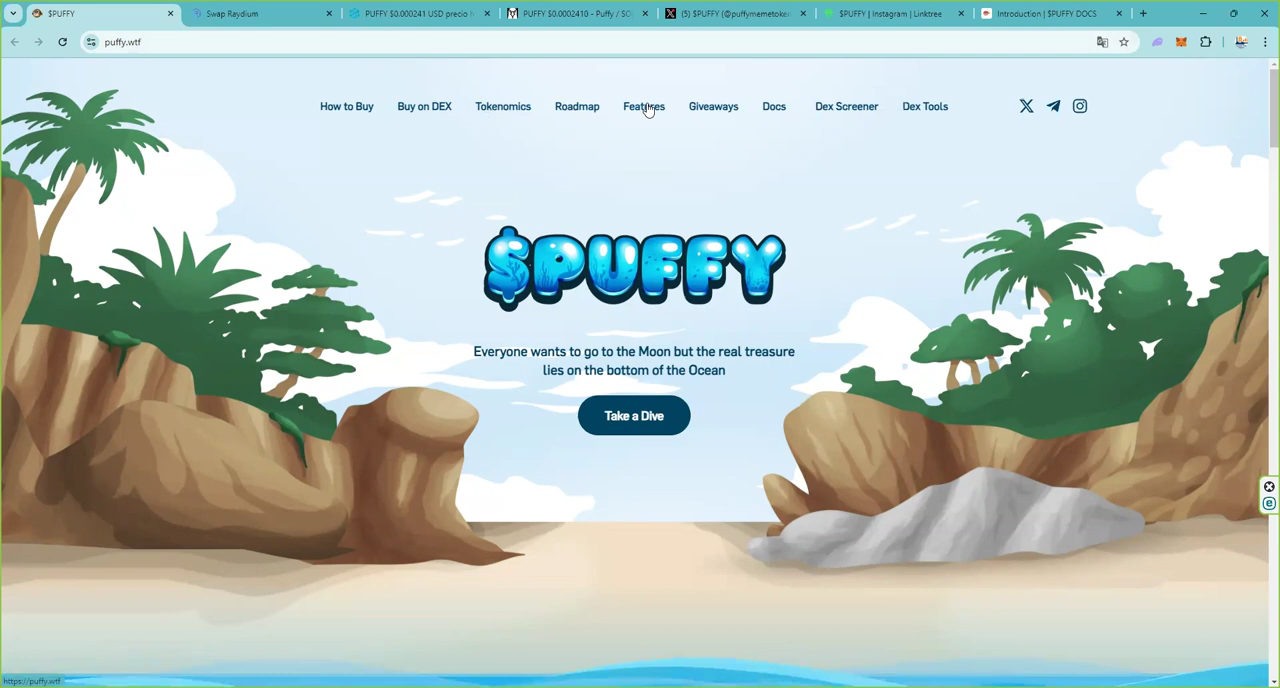 $PUFFY
Swap Raydium
PUFFY $0.000241 USD precio
PUFFY $0.0002410 - Puffy / SO
(5) $PUFFY (@puffymemetoke
$PUFFY | Instagram | Linktree
Introduction | $PUFFY DOCS
puffy.wtf
How to Buy
Buy on DEX
Tokenomics
Roadmap
Features
Giveaways
Docs
Dex Screener
Dex Tools
$PUFFY
Everyone wants to go to the Moon but the real treasure
lies on the bottom of the Ocean
Take a Dive
https://puffy.wtf